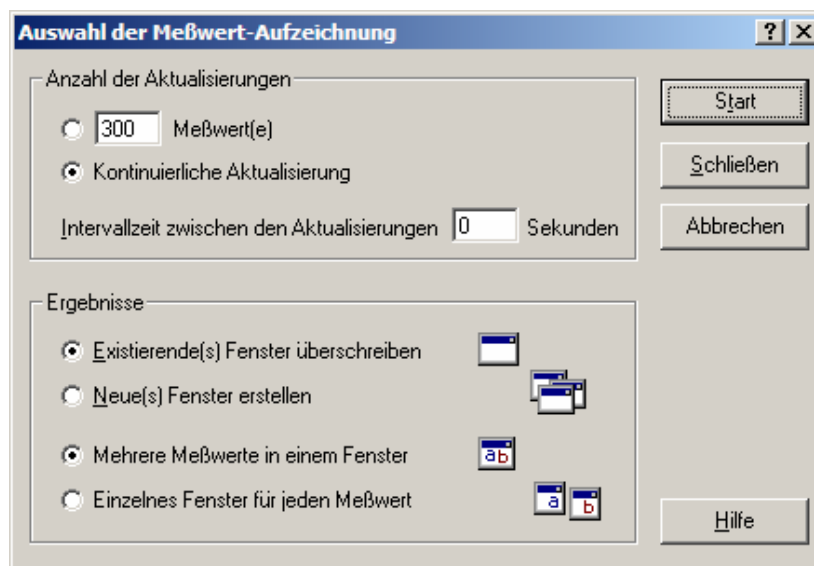 Auswahl der Meßwert-Aufzeichnung
Anzahl der Aktualisierungen
300 Meßwert(e)
Kontinuierliche Aktualisierung
Intervallzeit zwischen den Aktualisierungen 0 Sekunden
Start
Schließen
Abbrechen
Ergebnisse
Existierende(s) Fenster überschreiben
Neue(s) Fenster erstellen
Mehrere Meßwerte in einem Fenster ab
Einzelnes Fenster für jeden Meßwert a b
Hilfe